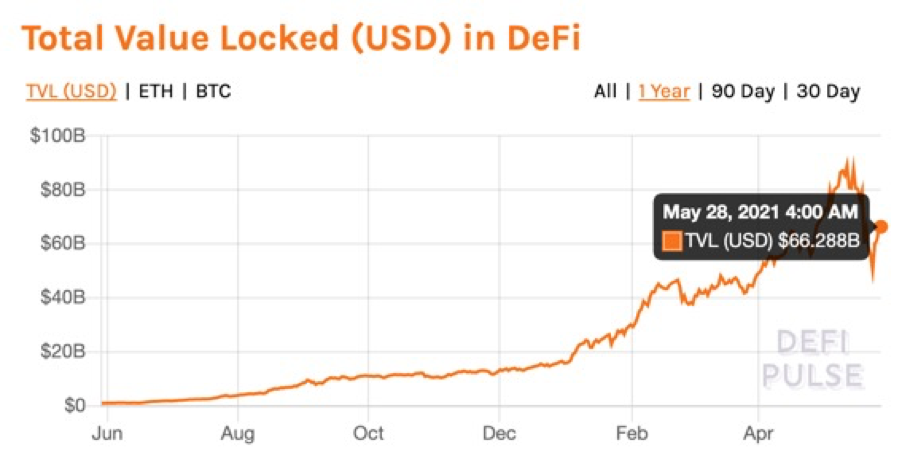 Total Value Locked (USD) in DeFi
TVL (USD) | ETH | BTC
All | 1 Year | 90 Day | 30 Day
$100B
$80B
$60B
$40B
$20B
$0
May 28, 2021 4:00 AM
TVL (USD) $66.288B
DEFI
PULSE
Jun
Aug
Oct
Dec
Feb
Apr